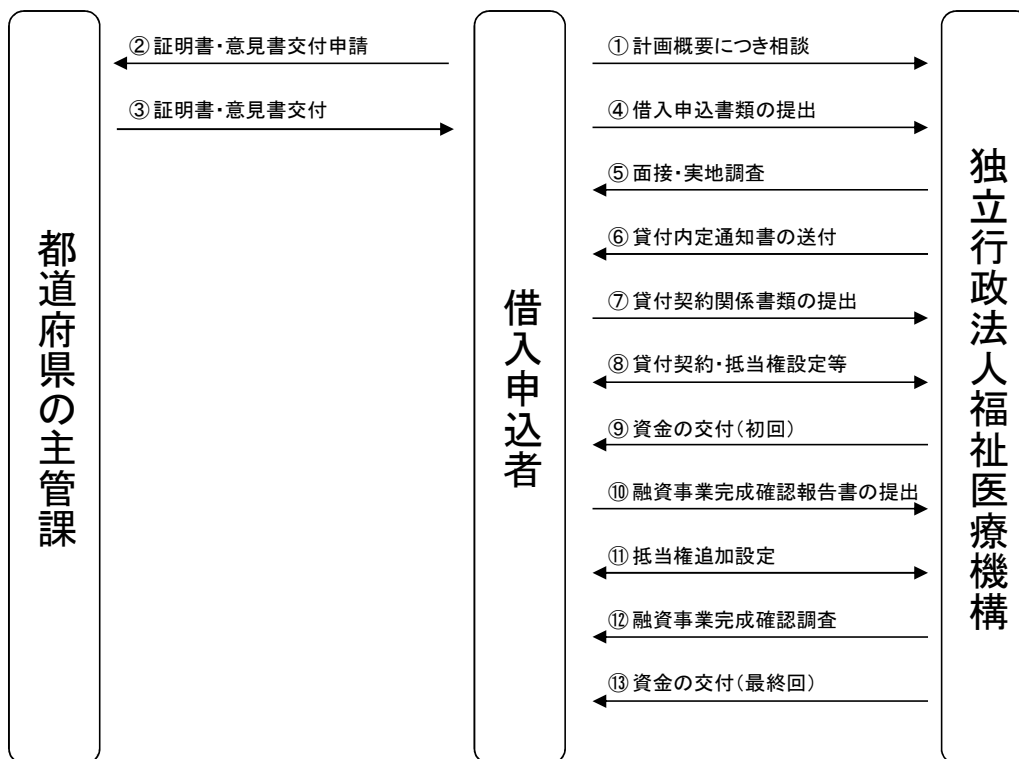 都道府県の主管課
②証明書・意見書交付申請
③証明書・意見書交付
借入申込者
①計画概要につき相談
④借入申込書類の提出
⑤面接・実地調査
⑥貸付内定通知書の送付
⑦貸付契約関係書類の提出
⑧貸付契約・抵当権設定等
⑨資金の交付（初回）
⑩融資事業完成確認報告書の提出
⑪抵当権追加設定
⑫融資事業完成確認調査
⑬資金の交付（最終回）
独立行政法人福祉医療機構